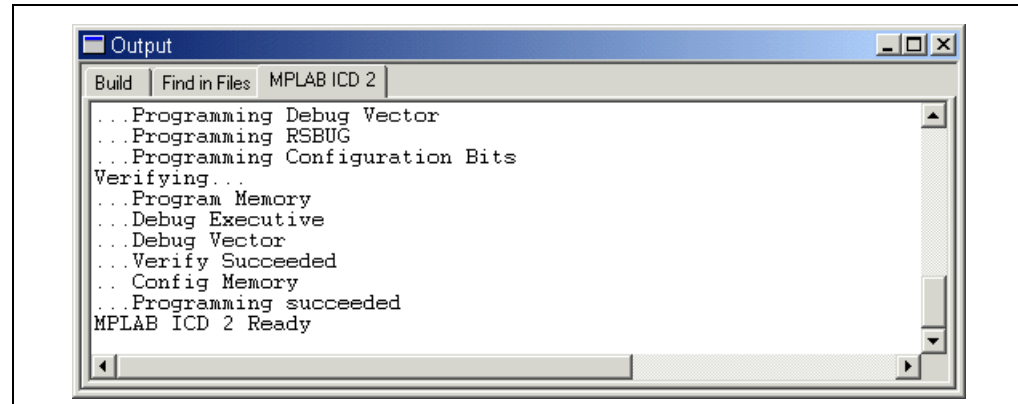 Output
Build Find in Files MPLAB ICD 2
...Programming Debug Vector
...Programming RSBUG
...Programming Configuration Bits
Verifying...
...Program Memory
...Debug Executive
...Debug Vector
...Verify Succeeded
.. Config Memory
...Programming succeeded
MPLAB ICD 2 Ready